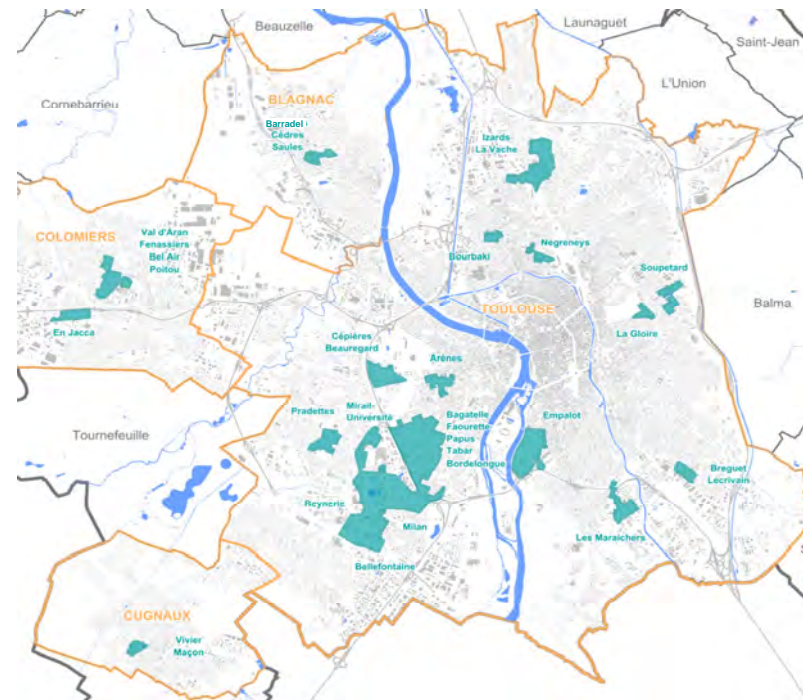 Beauzelle
Launaguet
Saint-Jean
L'Union
Cornebarrieu
BLAGNAC
Barradel
Cèdres
Saules
Izards
La Vache
COLOMIERS
Val d'Aran
Fenassiers
Bel Air
Poitou
Bourbaki
Negreneys
Soupetard
Balma
En Jacca
TOULOUSE
La Gloire
Cépières
Beauregard
Arènes
Pradettes
Mirail-
Université
Bagatelle
Faourette
Papus
Tabar
Bordelongue
Empalot
Tournefeuille
Breguet
Lecrivain
Reynerie
Milan
Les Maraichers
Bellefontaine
CUGNAUX
Vivier
Maçon